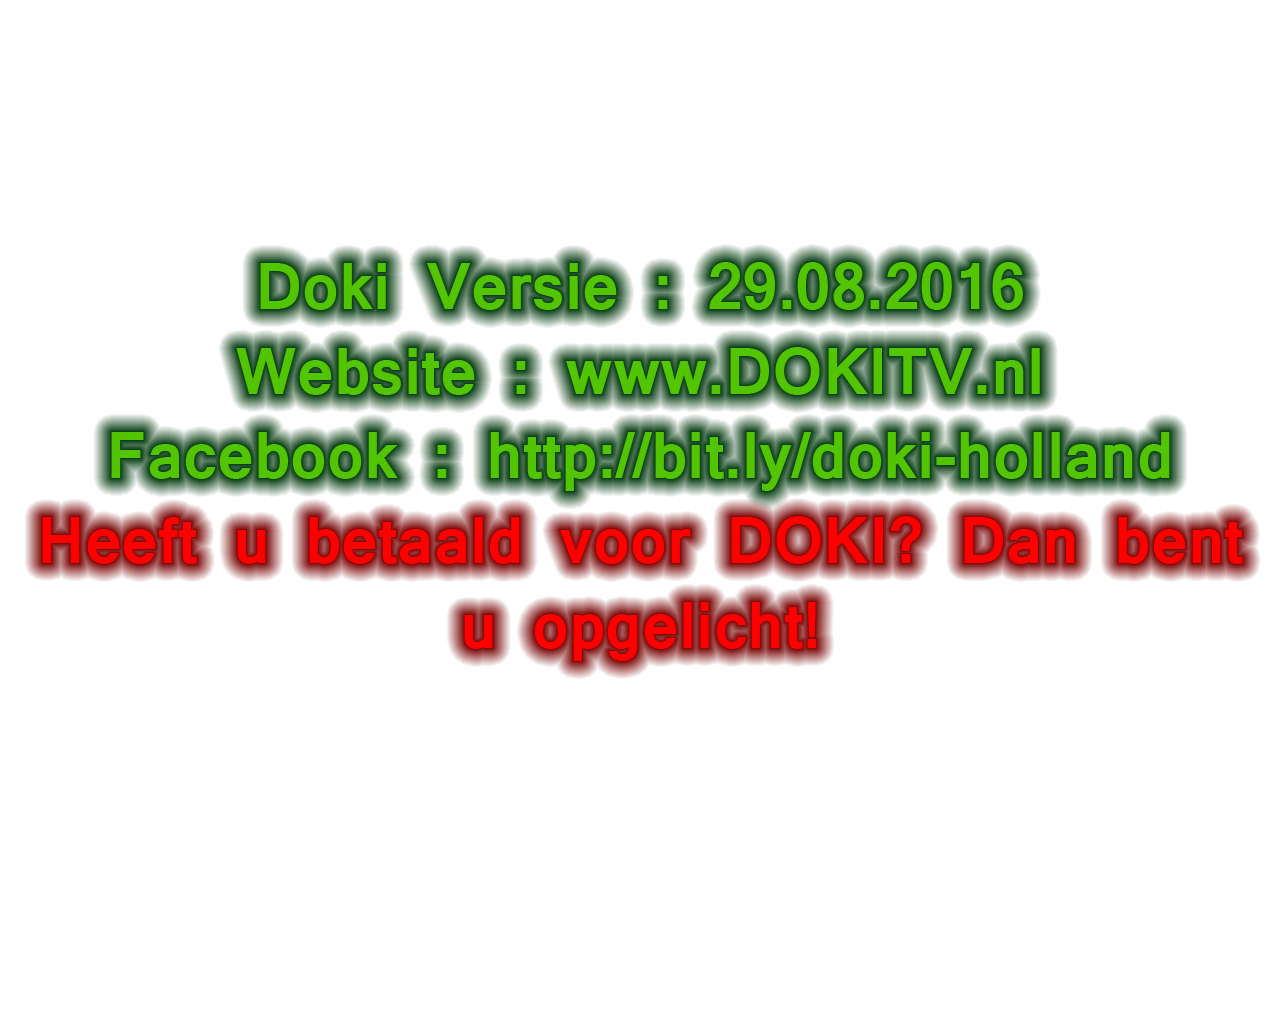 Doki Versie : 29.08.2016
Website : www.DOKITV.nl
Facebook : http://bit.ly/doki-holland
Heeft u betaald voor DOKI? Dan bent
u opgelicht!